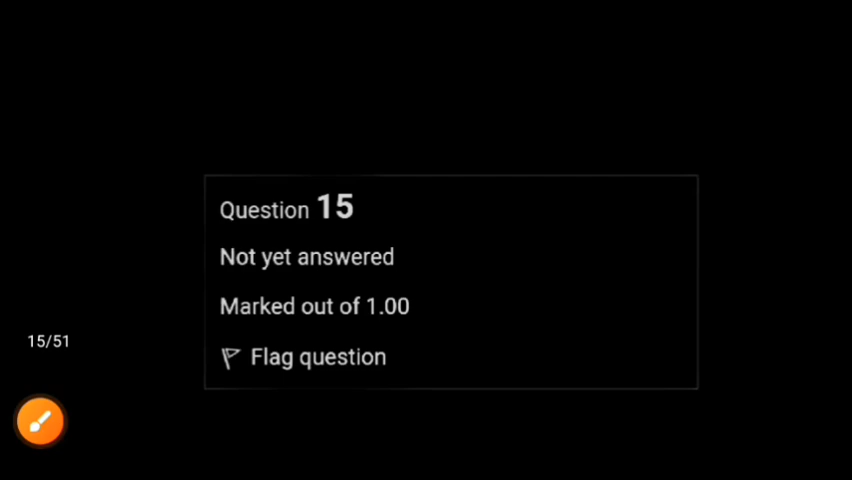 Question 15
Not yet answered
Marked out of 1.00
15/51
Flag question